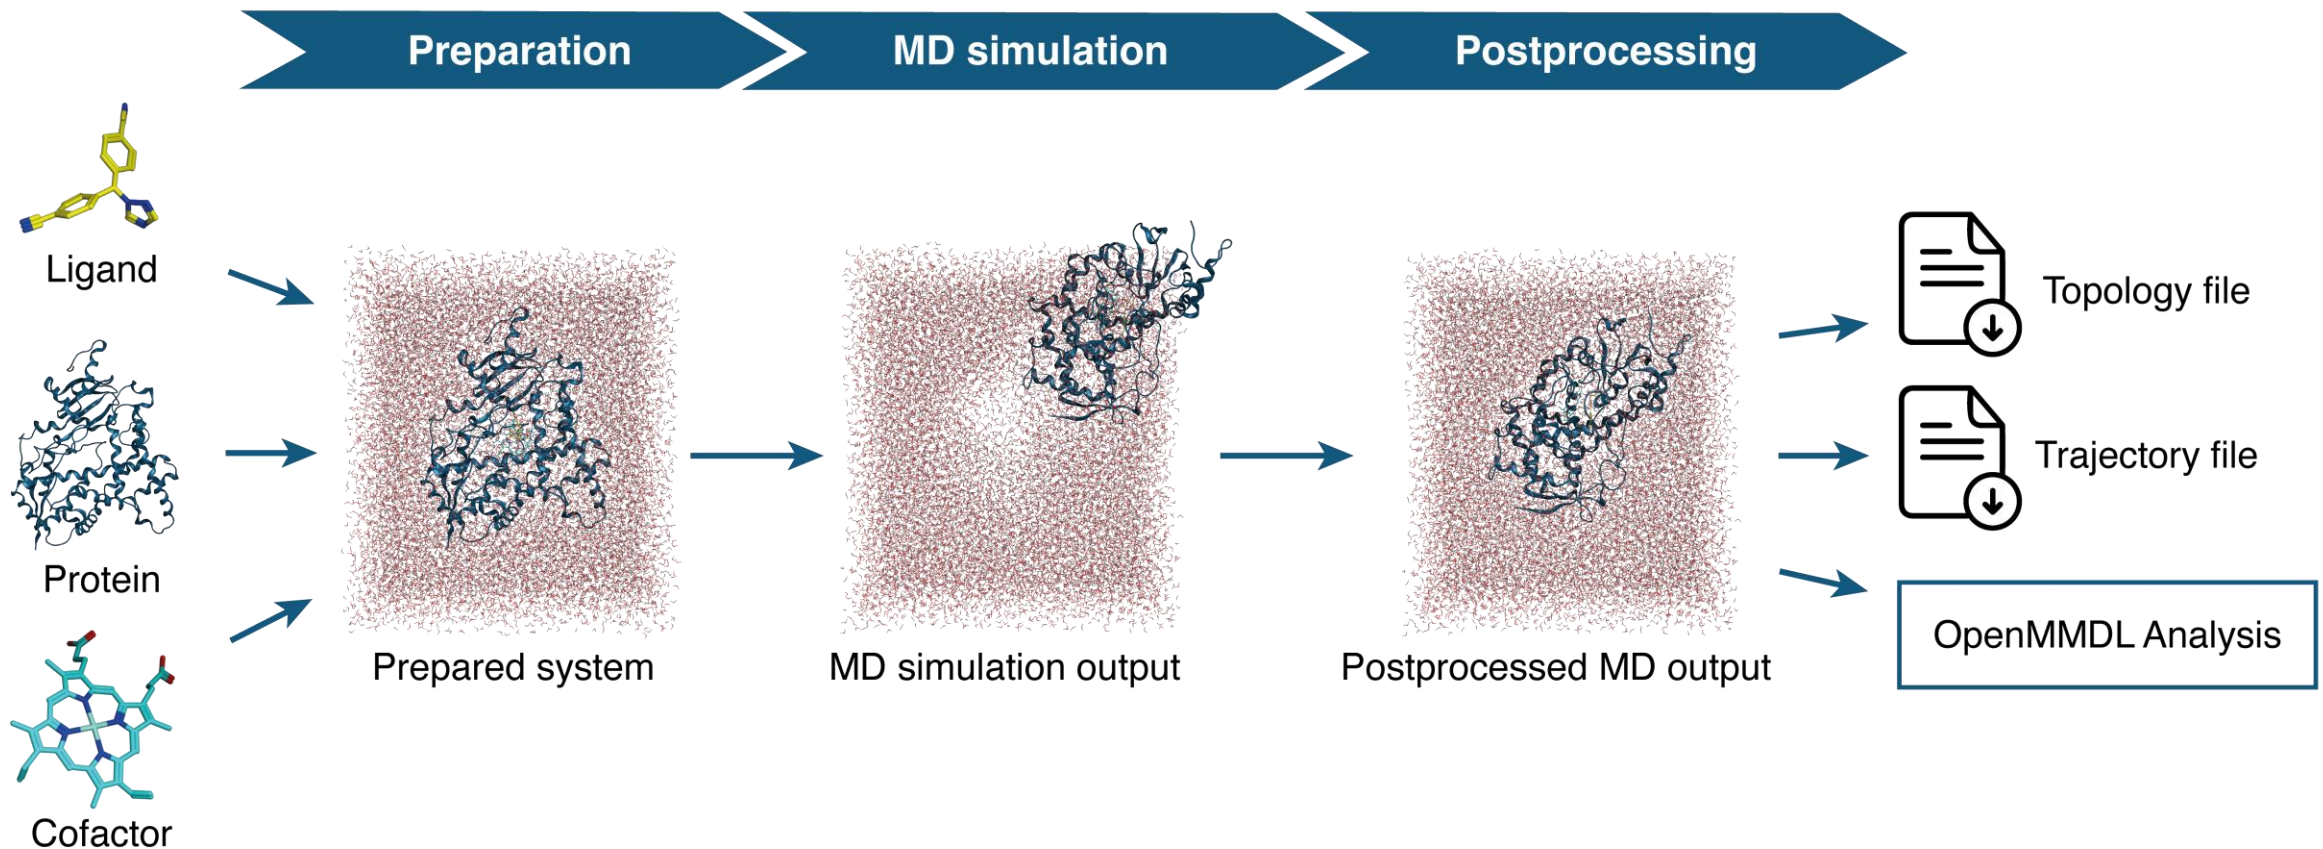 Preparation
MD simulation
Postprocessing
Ligand
Protein
Cofactor
Prepared system
MD simulation output
Postprocessed MD output
Topology file
Trajectory file
OpenMMDL Analysis